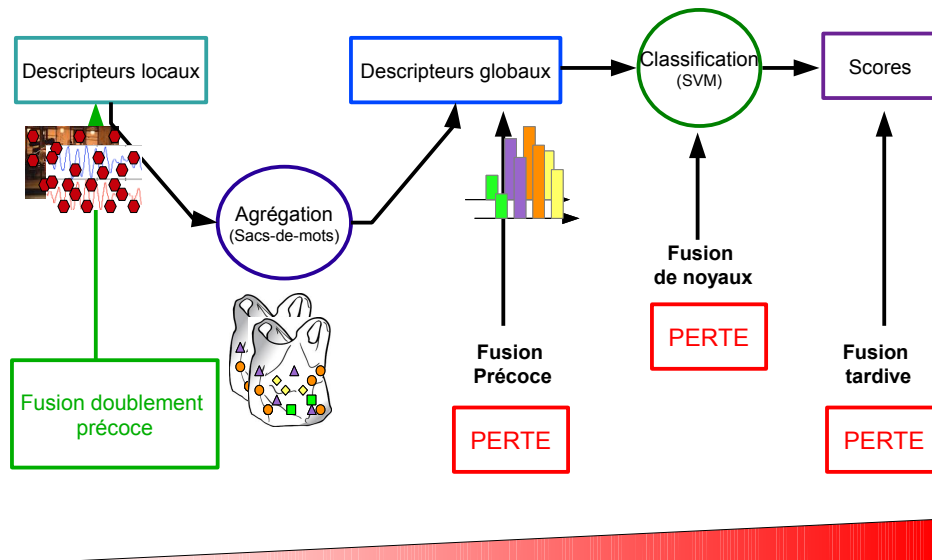 Descripteurs locaux
Descripteurs globaux
Classification
(SVM)
Scores
Agrégation
(Sacs-de-mots)
Fusion
de noyaux
PERTE
Fusion
Précoce
PERTE
Fusion
tardive
PERTE
Fusion doublement
précoce